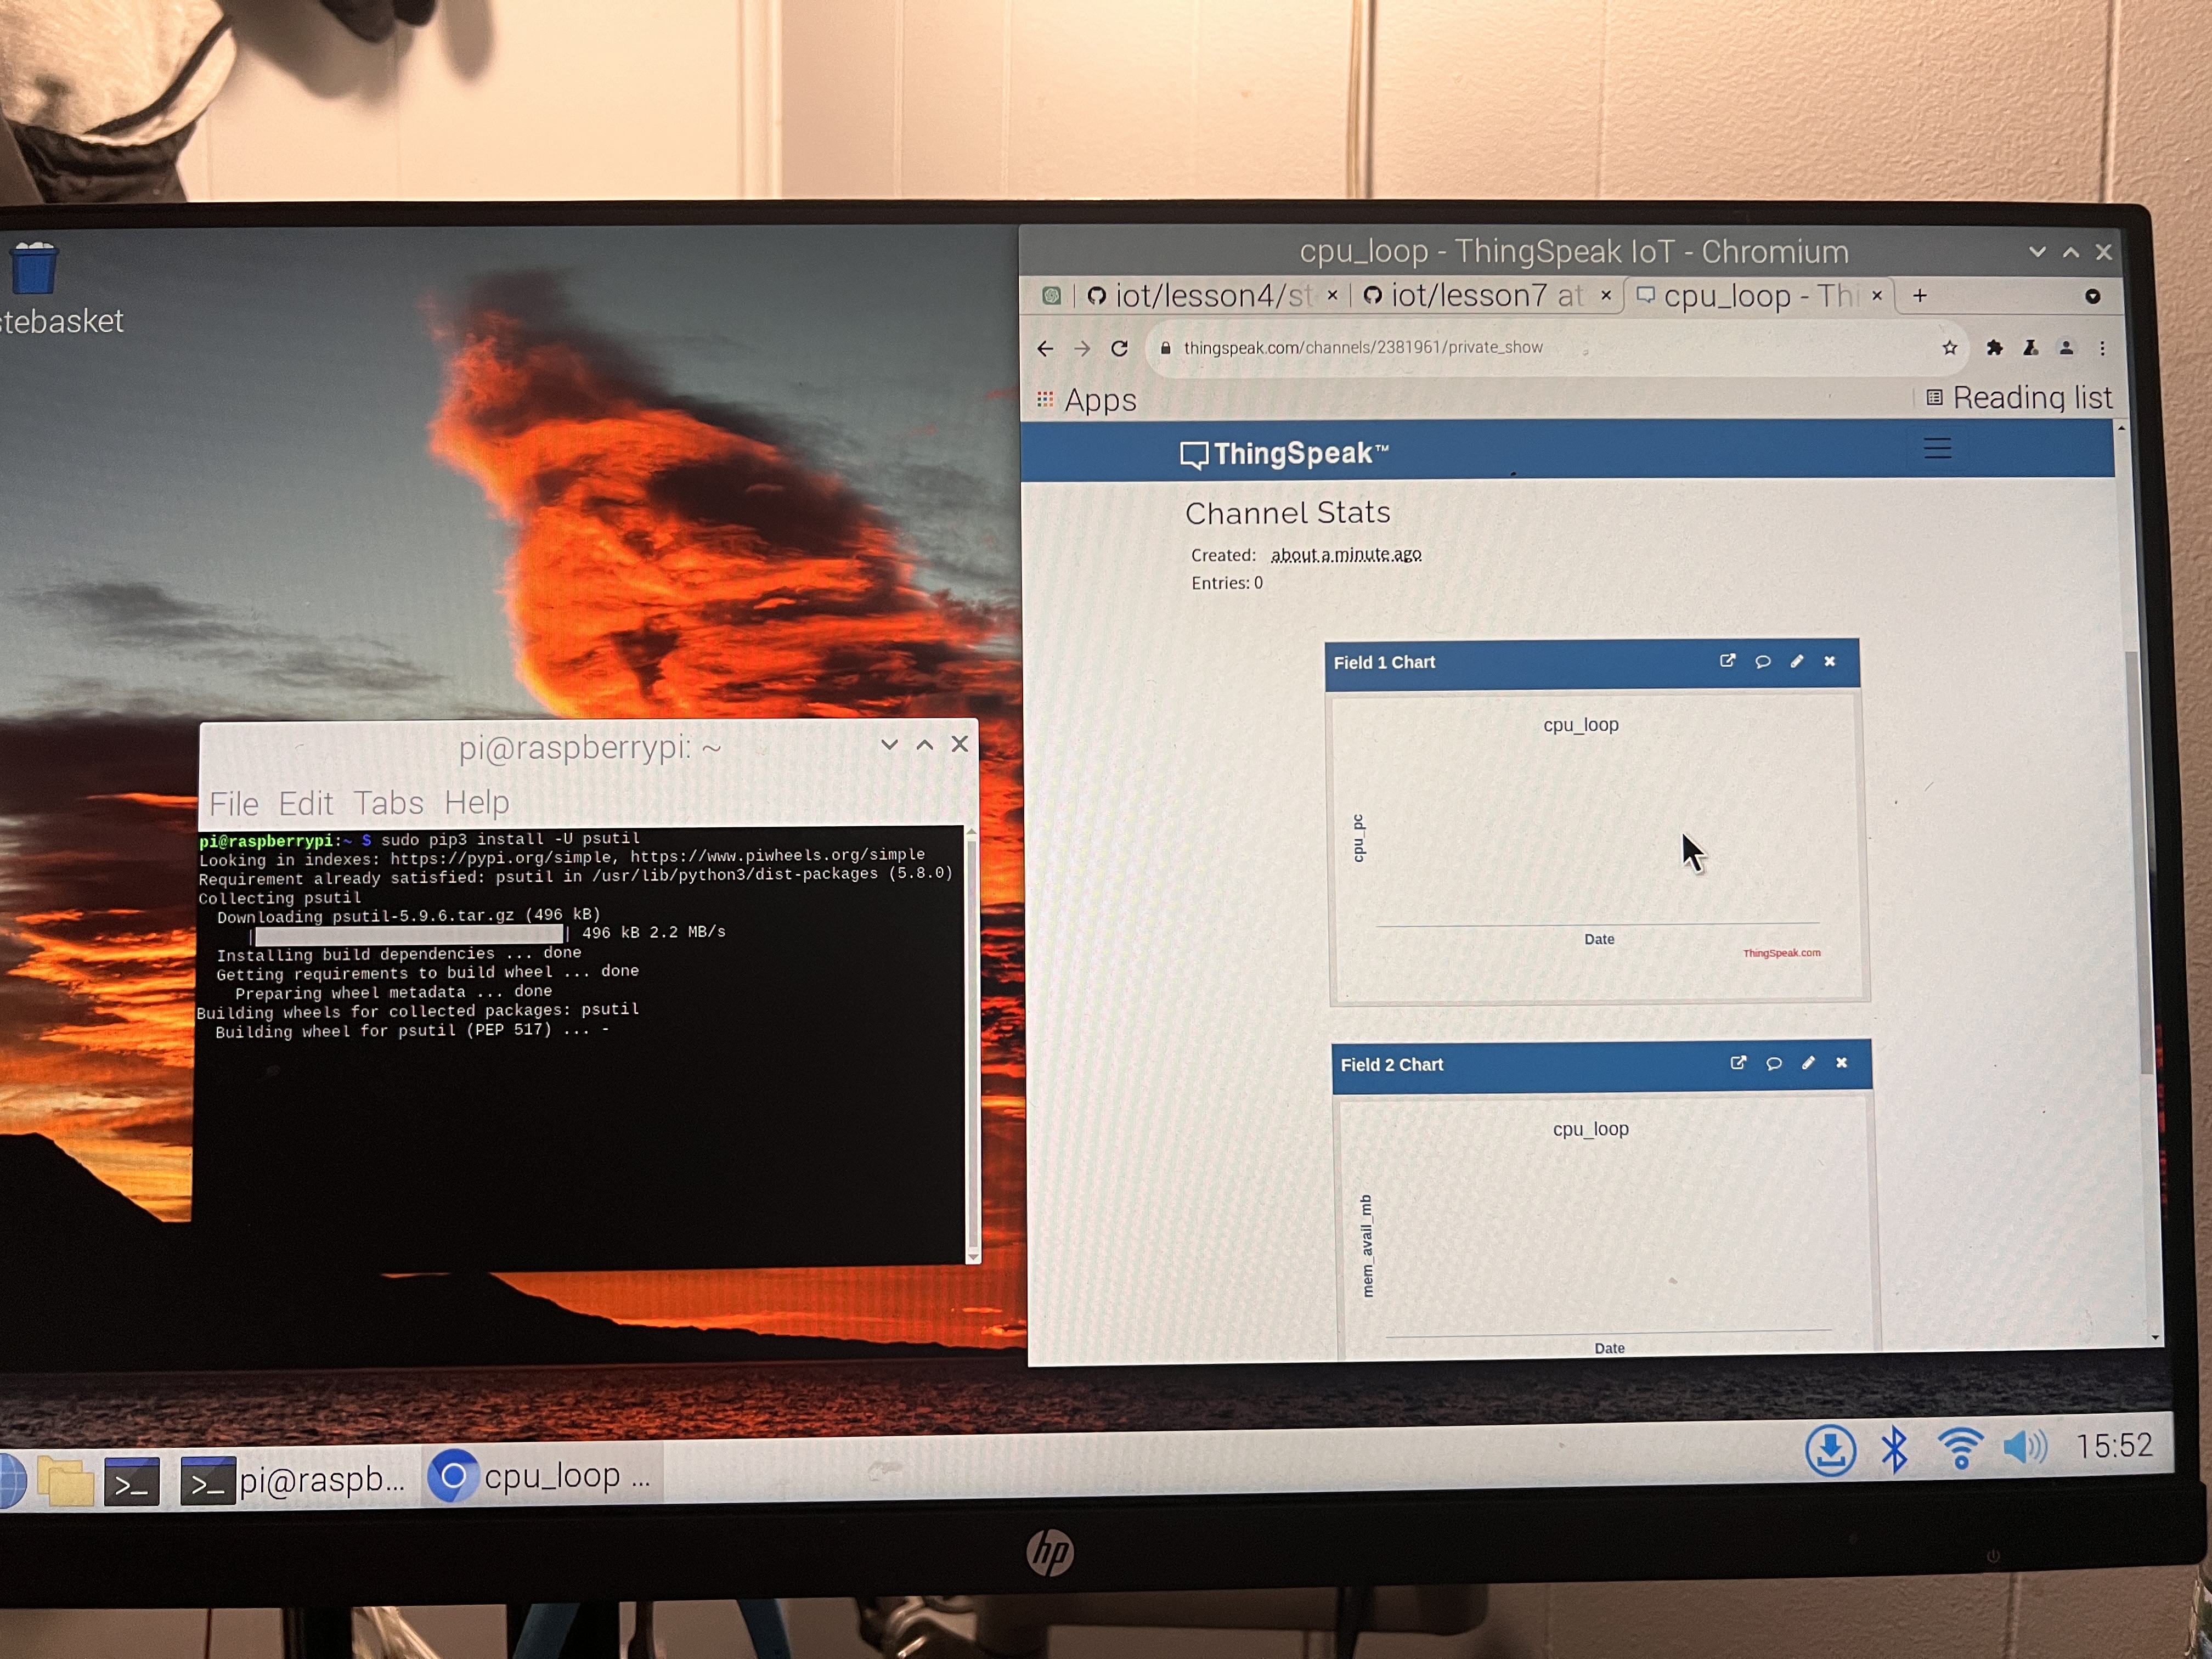 stebasket
cpu_loop - ThingSpeak IoT - Chromium
iot/lesson4/st
iot/lesson7 at
cpu_loop - Thi
thingspeak.com/channels/2381961/private_show
Apps
Reading list
ThingSpeak™
Channel Stats
Created: about a minute ago
Entries: 0
Field 1 Chart
cpu_loop
cpu_pc
Date
ThingSpeak.com
Field 2 Chart
cpu_loop
mem_avail_mb
Date
pi@raspberrypi: ~
File Edit Tabs Help
pi@raspberrypi:~ $ sudo pip3 install -U psutil
Looking in indexes: https://pypi.org/simple, https://www.piwheels.org/simple
Requirement already satisfied: psutil in /usr/lib/python3/dist-packages (5.8.0)
Collecting psutil
Downloading psutil-5.9.6.tar.gz (496 kB)
| | 496 kB 2.2 MB/s
Installing build dependencies ... done
Getting requirements to build wheel ... done
Preparing wheel metadata ... done
Building wheels for collected packages: psutil
Building wheel for psutil (PEP 517) ... -
>_
>_ pi@raspb...
cpu_loop ...
15:52
hp